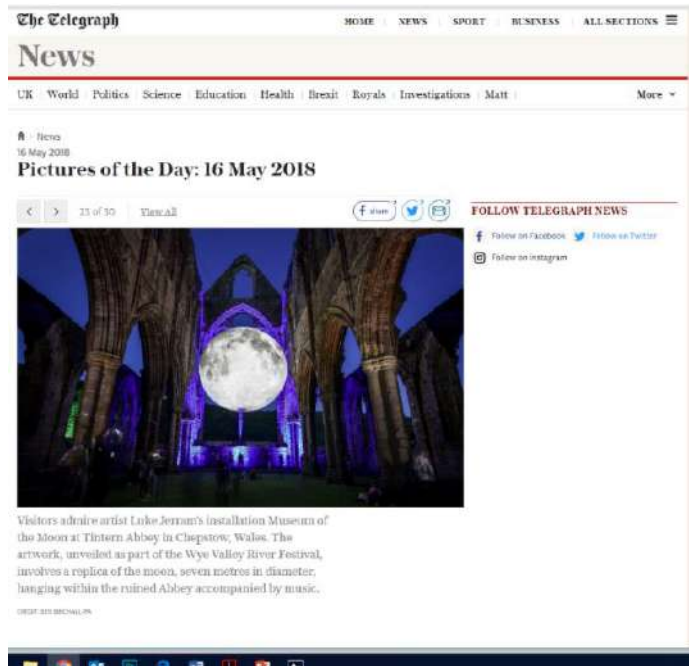 The Telegraph
HOME NEWS SPORT BUSINESS ALL SECTIONS
News
UK World Politics Science Education Health Brexit Royals Investigations Matt More
News
16 May 2018
Pictures of the Day: 16 May 2018
of 30 View All
share
FOLLOW TELEGRAPH NEWS
Follow on Facebook Follow on Twitter
Follow on instagram
Visitors admire artist Luke Jerram's installation Museum of
the Moon at Tintern Abbey in Chepstow, Wales. The
artwork, unveiled as part of the Wye Valley River Festival,
involves a replica of the moon, seven metres in diameter,
hanging within the ruined Abbey accompanied by music.
CREDIT: BEN BIRCHALL/PA